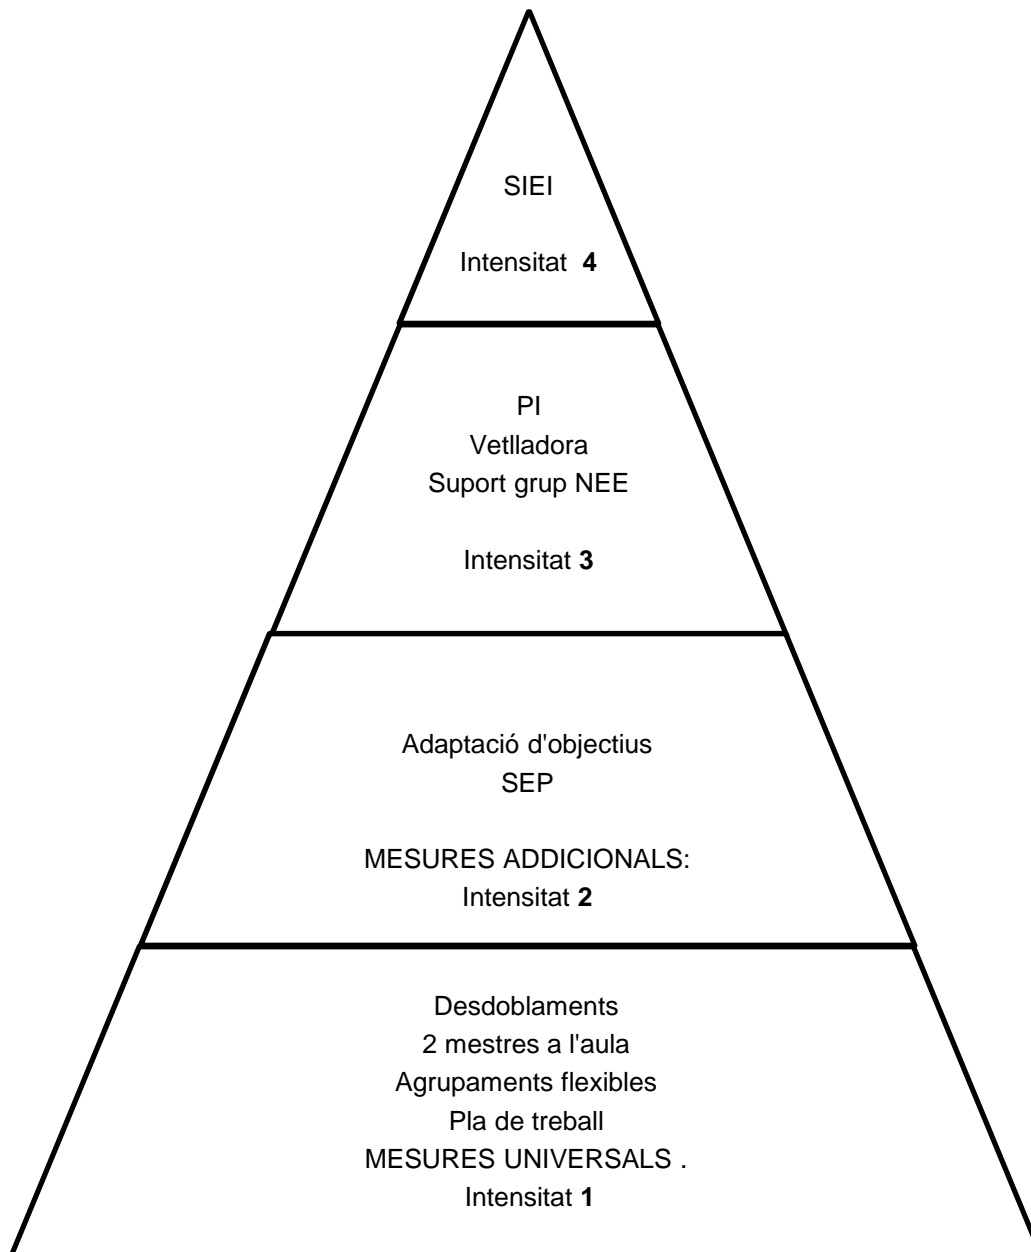 SIEI
Intensitat 4
PI
Vetlladora
Suport grup NEE
Intensitat 3
Adaptació d'objectius
SEP
MESURES ADDICIONALS:
Intensitat 2
Desdoblaments
2 mestres a l'aula
Agrupaments flexibles
Pla de treball
MESURES UNIVERSALS .
Intensitat 1